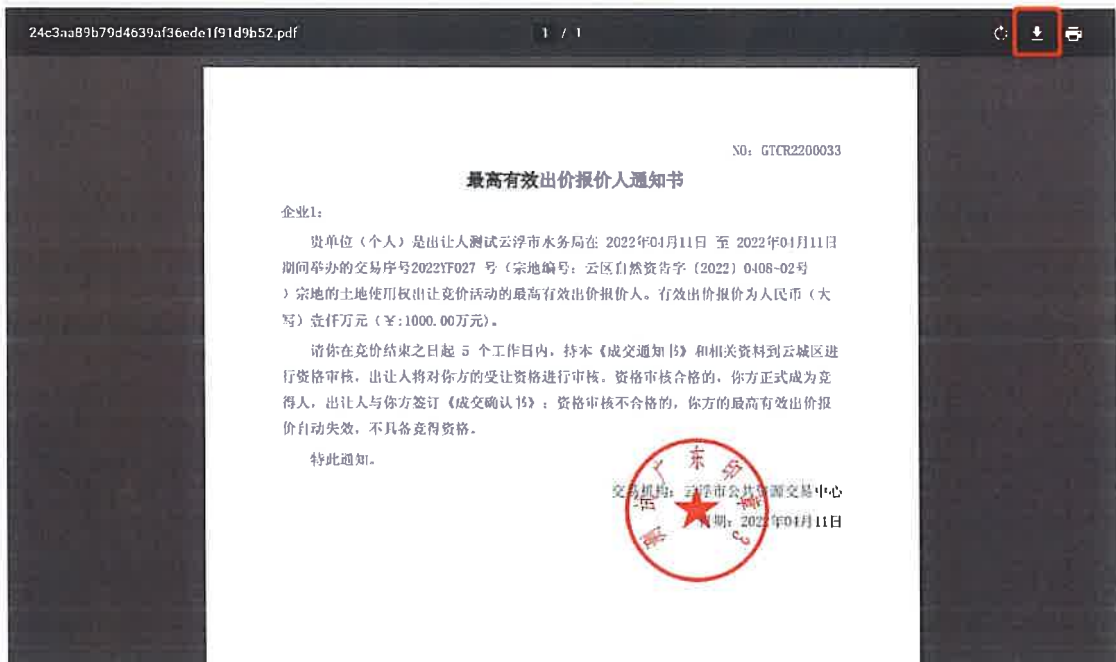 24c3aa89b79d4639af36ede1f91d9b52.pdf
1 / 1
NO: GTCR2200033
最高有效出价报价人通知书
企业1:
贵单位（个人）是出让人测试云浮市水务局在 2022年04月11日 至 2022年04月11日
期间举办的交易序号2022YF027 号（宗地编号：云区自然资告字（2022）0408-02号
）宗地的土地使用权出让竞价活动的最高有效出价报价人。有效出价报价为人民币（大
写）壹仟万元（￥:1000.00万元）。
请你在竞价结束之日起 5 个工作日内，持本《成交通知书》和相关资料到云城区进
行资格审核，出让人将对你方的受让资格进行审核。资格审核合格的，你方正式成为竞
得人，出让人与你方签订《成交确认书》；资格审核不合格的，你方的最高有效出价报
价自动失效，不具备竞得资格。
特此通知。
交易机构：云浮市公共资源交易中心
日期：2022年04月11日
测试广东印章3